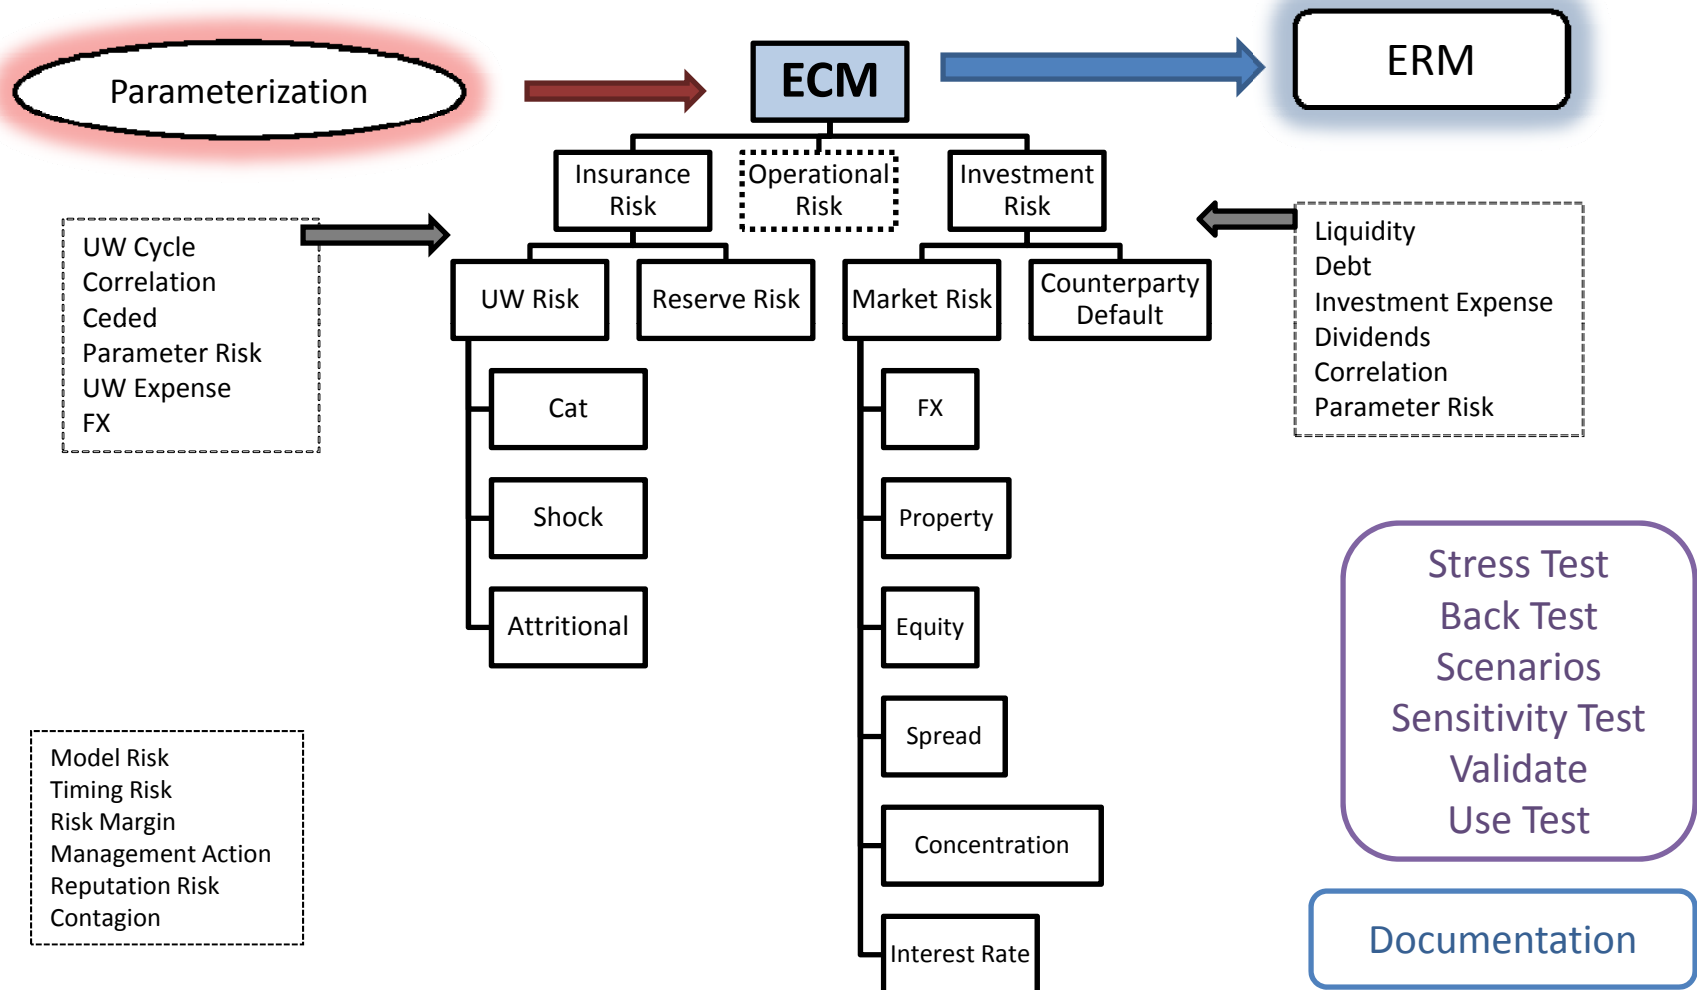 Parameterization
ECM
ERM
Insurance
Risk
Operational
Risk
Investment
Risk
UW Cycle
Correlation
Ceded
Parameter Risk
UW Expense
FX
UW Risk
Reserve Risk
Market Risk
Counterparty
Default
Liquidity
Debt
Investment Expense
Dividends
Correlation
Parameter Risk
Cat
Shock
Attritional
FX
Property
Equity
Spread
Concentration
Interest Rate
Model Risk
Timing Risk
Risk Margin
Management Action
Reputation Risk
Contagion
Stress Test
Back Test
Scenarios
Sensitivity Test
Validate
Use Test
Documentation